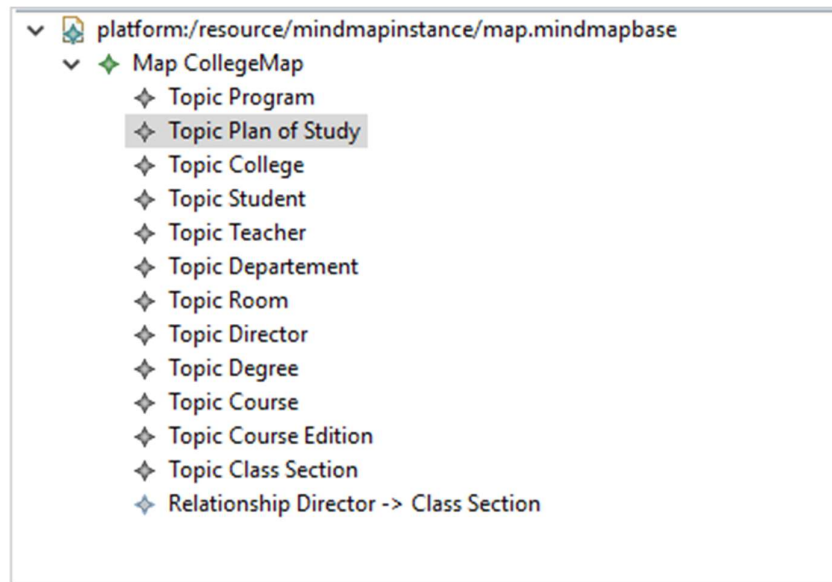 platform:/resource/mindmapinstance/map.mindmapbase
Map CollegeMap
Topic Program
Topic Plan of Study
Topic College
Topic Student
Topic Teacher
Topic Departement
Topic Room
Topic Director
Topic Degree
Topic Course
Topic Course Edition
Topic Class Section
Relationship Director -> Class Section